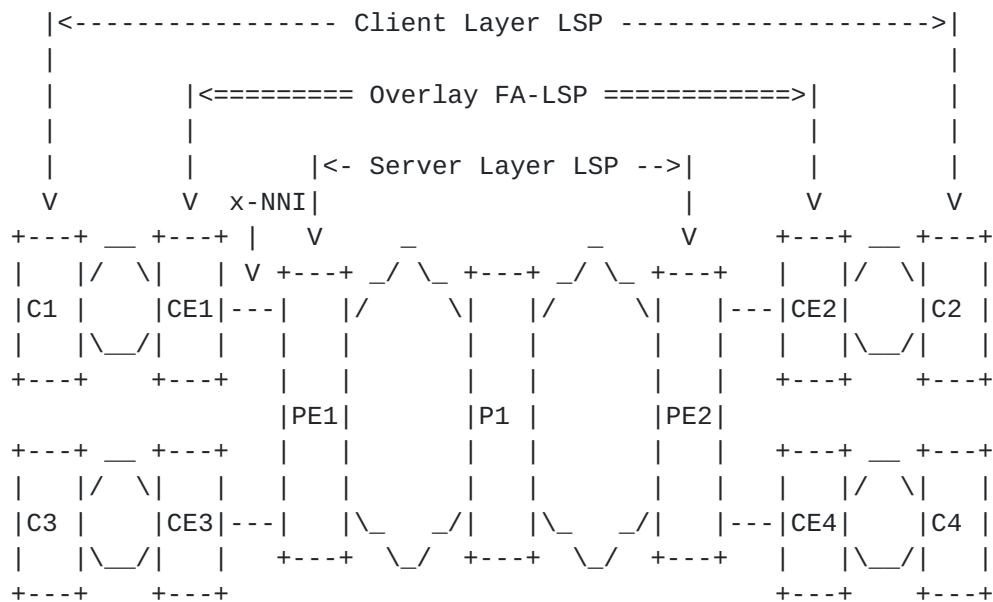 Client Layer LSP
Overlay FA-LSP
Server Layer LSP
x-NNI
C1 CE1 CE2 C2
PE1 P1 PE2
C3 CE3 CE4 C4